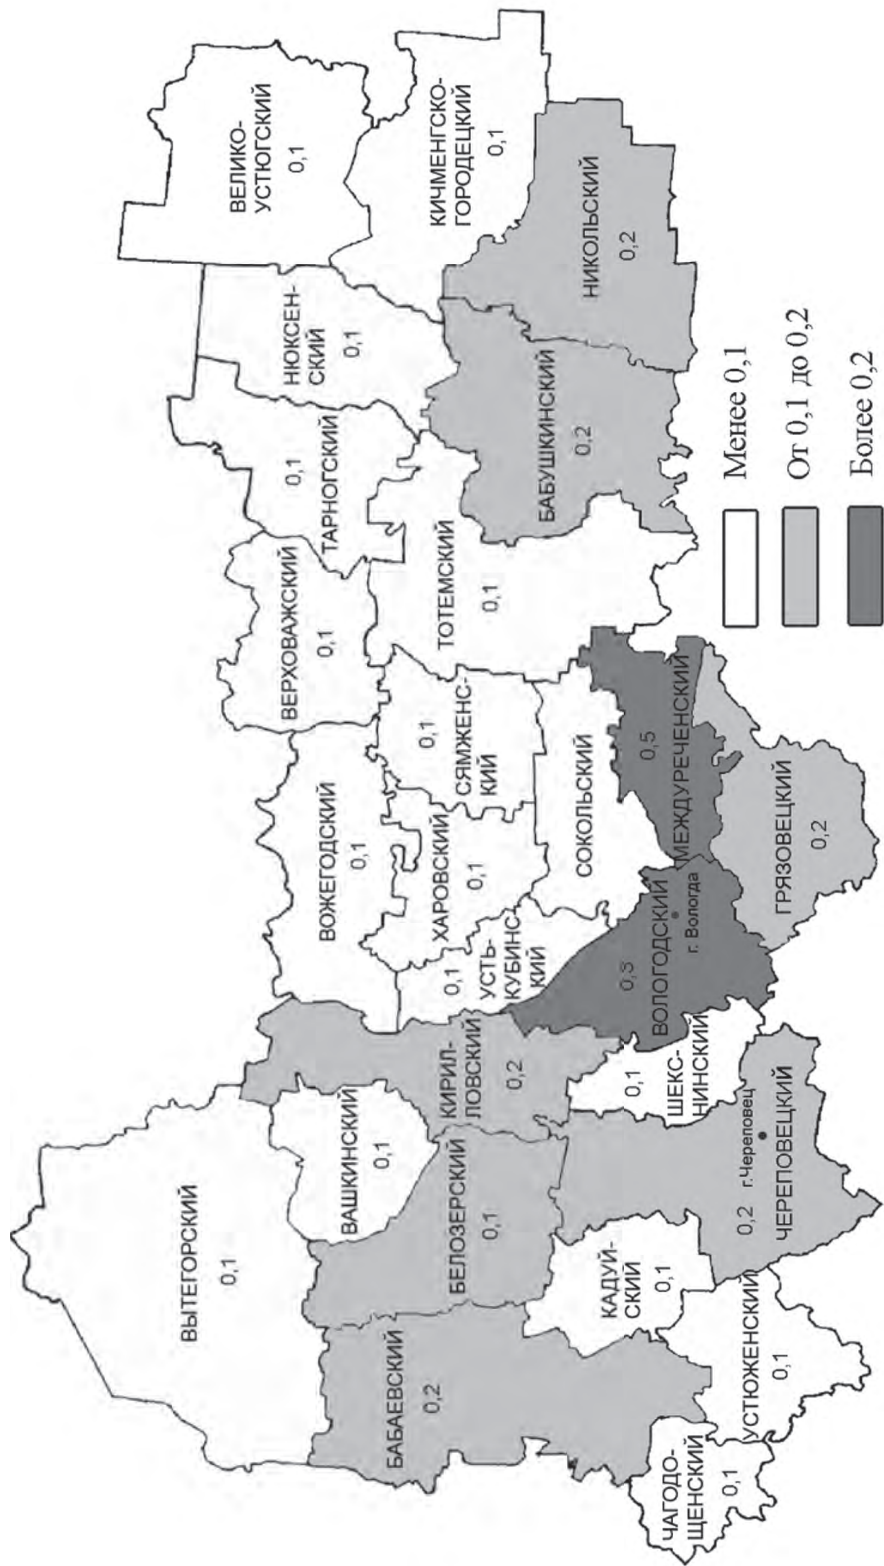 ВЕЛИКО-
УСТЮГСКИЙ
0,1
КИЧМЕНГСКО-
ГОРОДЕЦКИЙ
0,1
НЮКСЕН-
СКИЙ
0,1
НИКОЛЬСКИЙ
0,2
0,1
ТАРНОГСКИЙ
БАБУШКИНСКИЙ
0,2
ВЕРХОВАЖСКИЙ
0,1
ТОТЕМСКИЙ
0,1
ВОЖЕГОДСКИЙ
0,1
0,1
СЯМЖЕНС-
КИЙ
ХАРОВСКИЙ
0,1
СОКОЛЬСКИЙ
0,5
МЕЖДУРЕЧЕНСКИЙ
ГРЯЗОВЕЦКИЙ
0,2
0,1
УСТЬ-
КУБИНС-
КИЙ
0,3
ВОЛОГОДСКИЙ
г. Вологда
КИРИЛ-
ЛОВСКИЙ
0,2
0,1
ШЕКС-
НИНСКИЙ
ВЫТЕГОРСКИЙ
0,1
ВАШКИНСКИЙ
0,1
БЕЛОЗЕРСКИЙ
0,1
0,2
г.Череповец
ЧЕРЕПОВЕЦКИЙ
КАДУЙ-
СКИЙ
0,1
БАБАЕВСКИЙ
0,2
УСТЮЖЕНСКИЙ
0,1
ЧАГОДО-
ЩЕНСКИЙ
0,1
Менее 0,1
От 0,1 до 0,2
Более 0,2